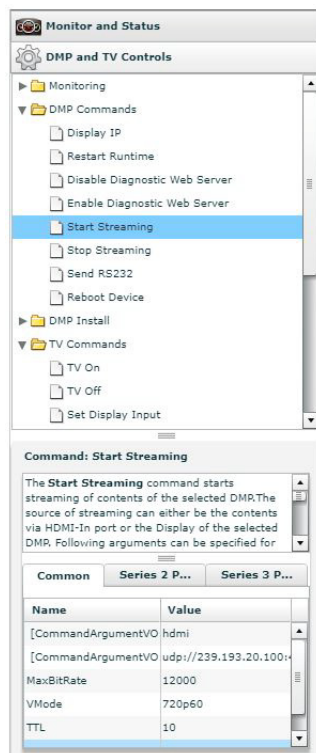 Monitor and Status
DMP and TV Controls
Monitoring
DMP Commands
Display IP
Restart Runtime
Disable Diagnostic Web Server
Enable Diagnostic Web Server
Start Streaming
Stop Streaming
Send RS232
Reboot Device
DMP Install
TV Commands
TV On
TV Off
Set Display Input
Command: Start Streaming
The Start Streaming command starts
streaming of contents of the selected DMP.The
source of streaming can either be the contents
via HDMI-In port or the Display of the selected
DMP. Following arguments can be specified for
Common Series 2 P... Series 3 P...
Name Value
[CommandArgumentVO hdmi
[CommandArgumentVO udp://239.193.20.100:
MaxBitRate 12000
VMode 720p60
TTL 10